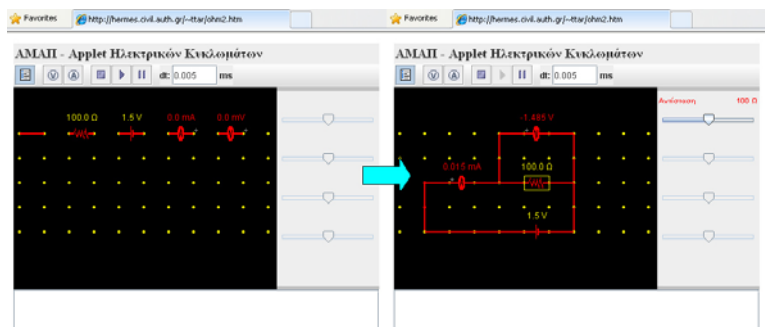 Favorites http://hermes.civil.auth.gr/~ttar/ohm2.htm
ΑΜΑΠ - Applet Ηλεκτρικών Κυκλωμάτων
V A dt: 0.005 ms
100.0 Ω 1.5 V 0.0 mA 0.0 mV
Favorites http://hermes.civil.auth.gr/~ttar/ohm2.htm
ΑΜΑΠ - Applet Ηλεκτρικών Κυκλωμάτων
V A dt: 0.005 ms
Αντίσταση 100 Ω
-1.485 V
0.015 mA 100.0 Ω
1.5 V